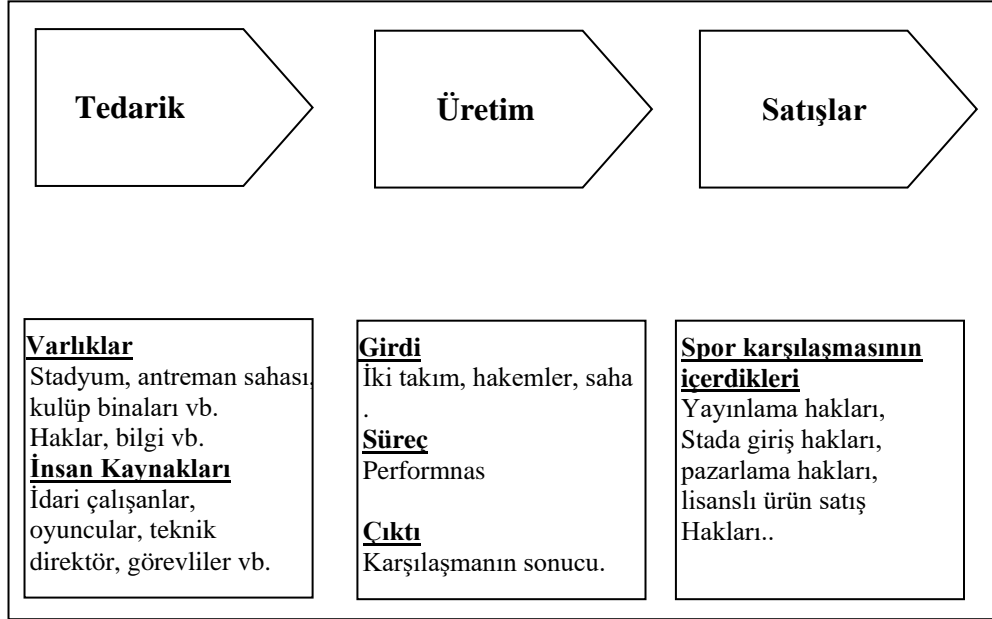 Tedarik
Üretim
Satışlar
Varlıklar
Stadyum, antreman sahası,
kulüp binaları vb.
Haklar, bilgi vb.
İnsan Kaynakları
İdari çalışanlar,
oyuncular, teknik
direktör, görevliler vb.
Girdi
İki takım, hakemler, saha
.
Süreç
Performnas
Çıktı
Karşılaşmanın sonucu.
Spor karşılaşmasının
içerdikleri
Yayınlama hakları,
Stada giriş hakları,
pazarlama hakları,
lisanslı ürün satış
Hakları..